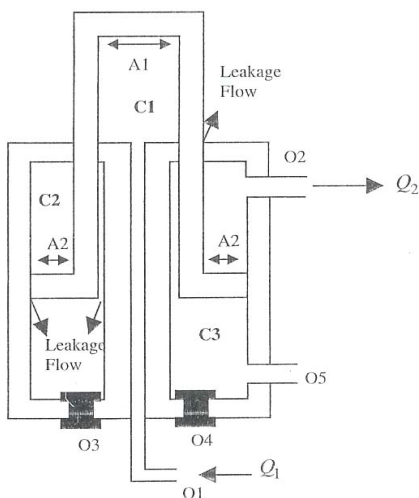 A1
Leakage
Flow
C1
O2
Q2
C2
A2
A2
Leakage
Flow
C3
O5
O3
O4
Q1
O1